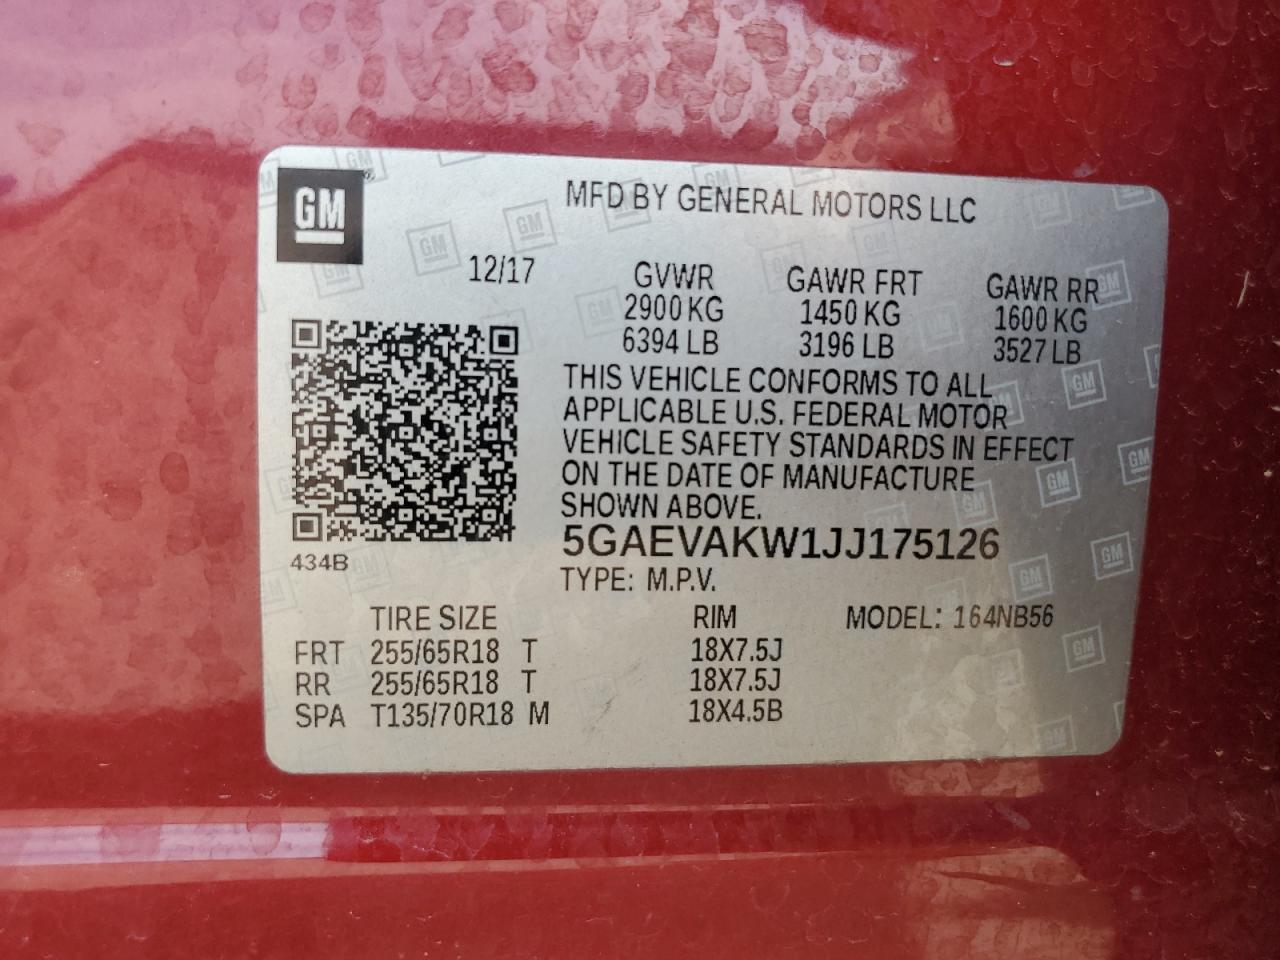 GM
MFD BY GENERAL MOTORS LLC
12/17
GVWR GAWR FRT GAWR RR
2900 KG 1450 KG 1600 KG
6394 LB 3196 LB 3527 LB
THIS VEHICLE CONFORMS TO ALL
APPLICABLE U.S. FEDERAL MOTOR
VEHICLE SAFETY STANDARDS IN EFFECT
ON THE DATE OF MANUFACTURE
SHOWN ABOVE.
5GAEVAKW1JJ175126
434B
TYPE: M.P.V.
TIRE SIZE RIM MODEL: 164NB56
FRT 255/65R18 T 18X7.5J
RR 255/65R18 T 18X7.5J
SPA T135/70R18 M 18X4.5B